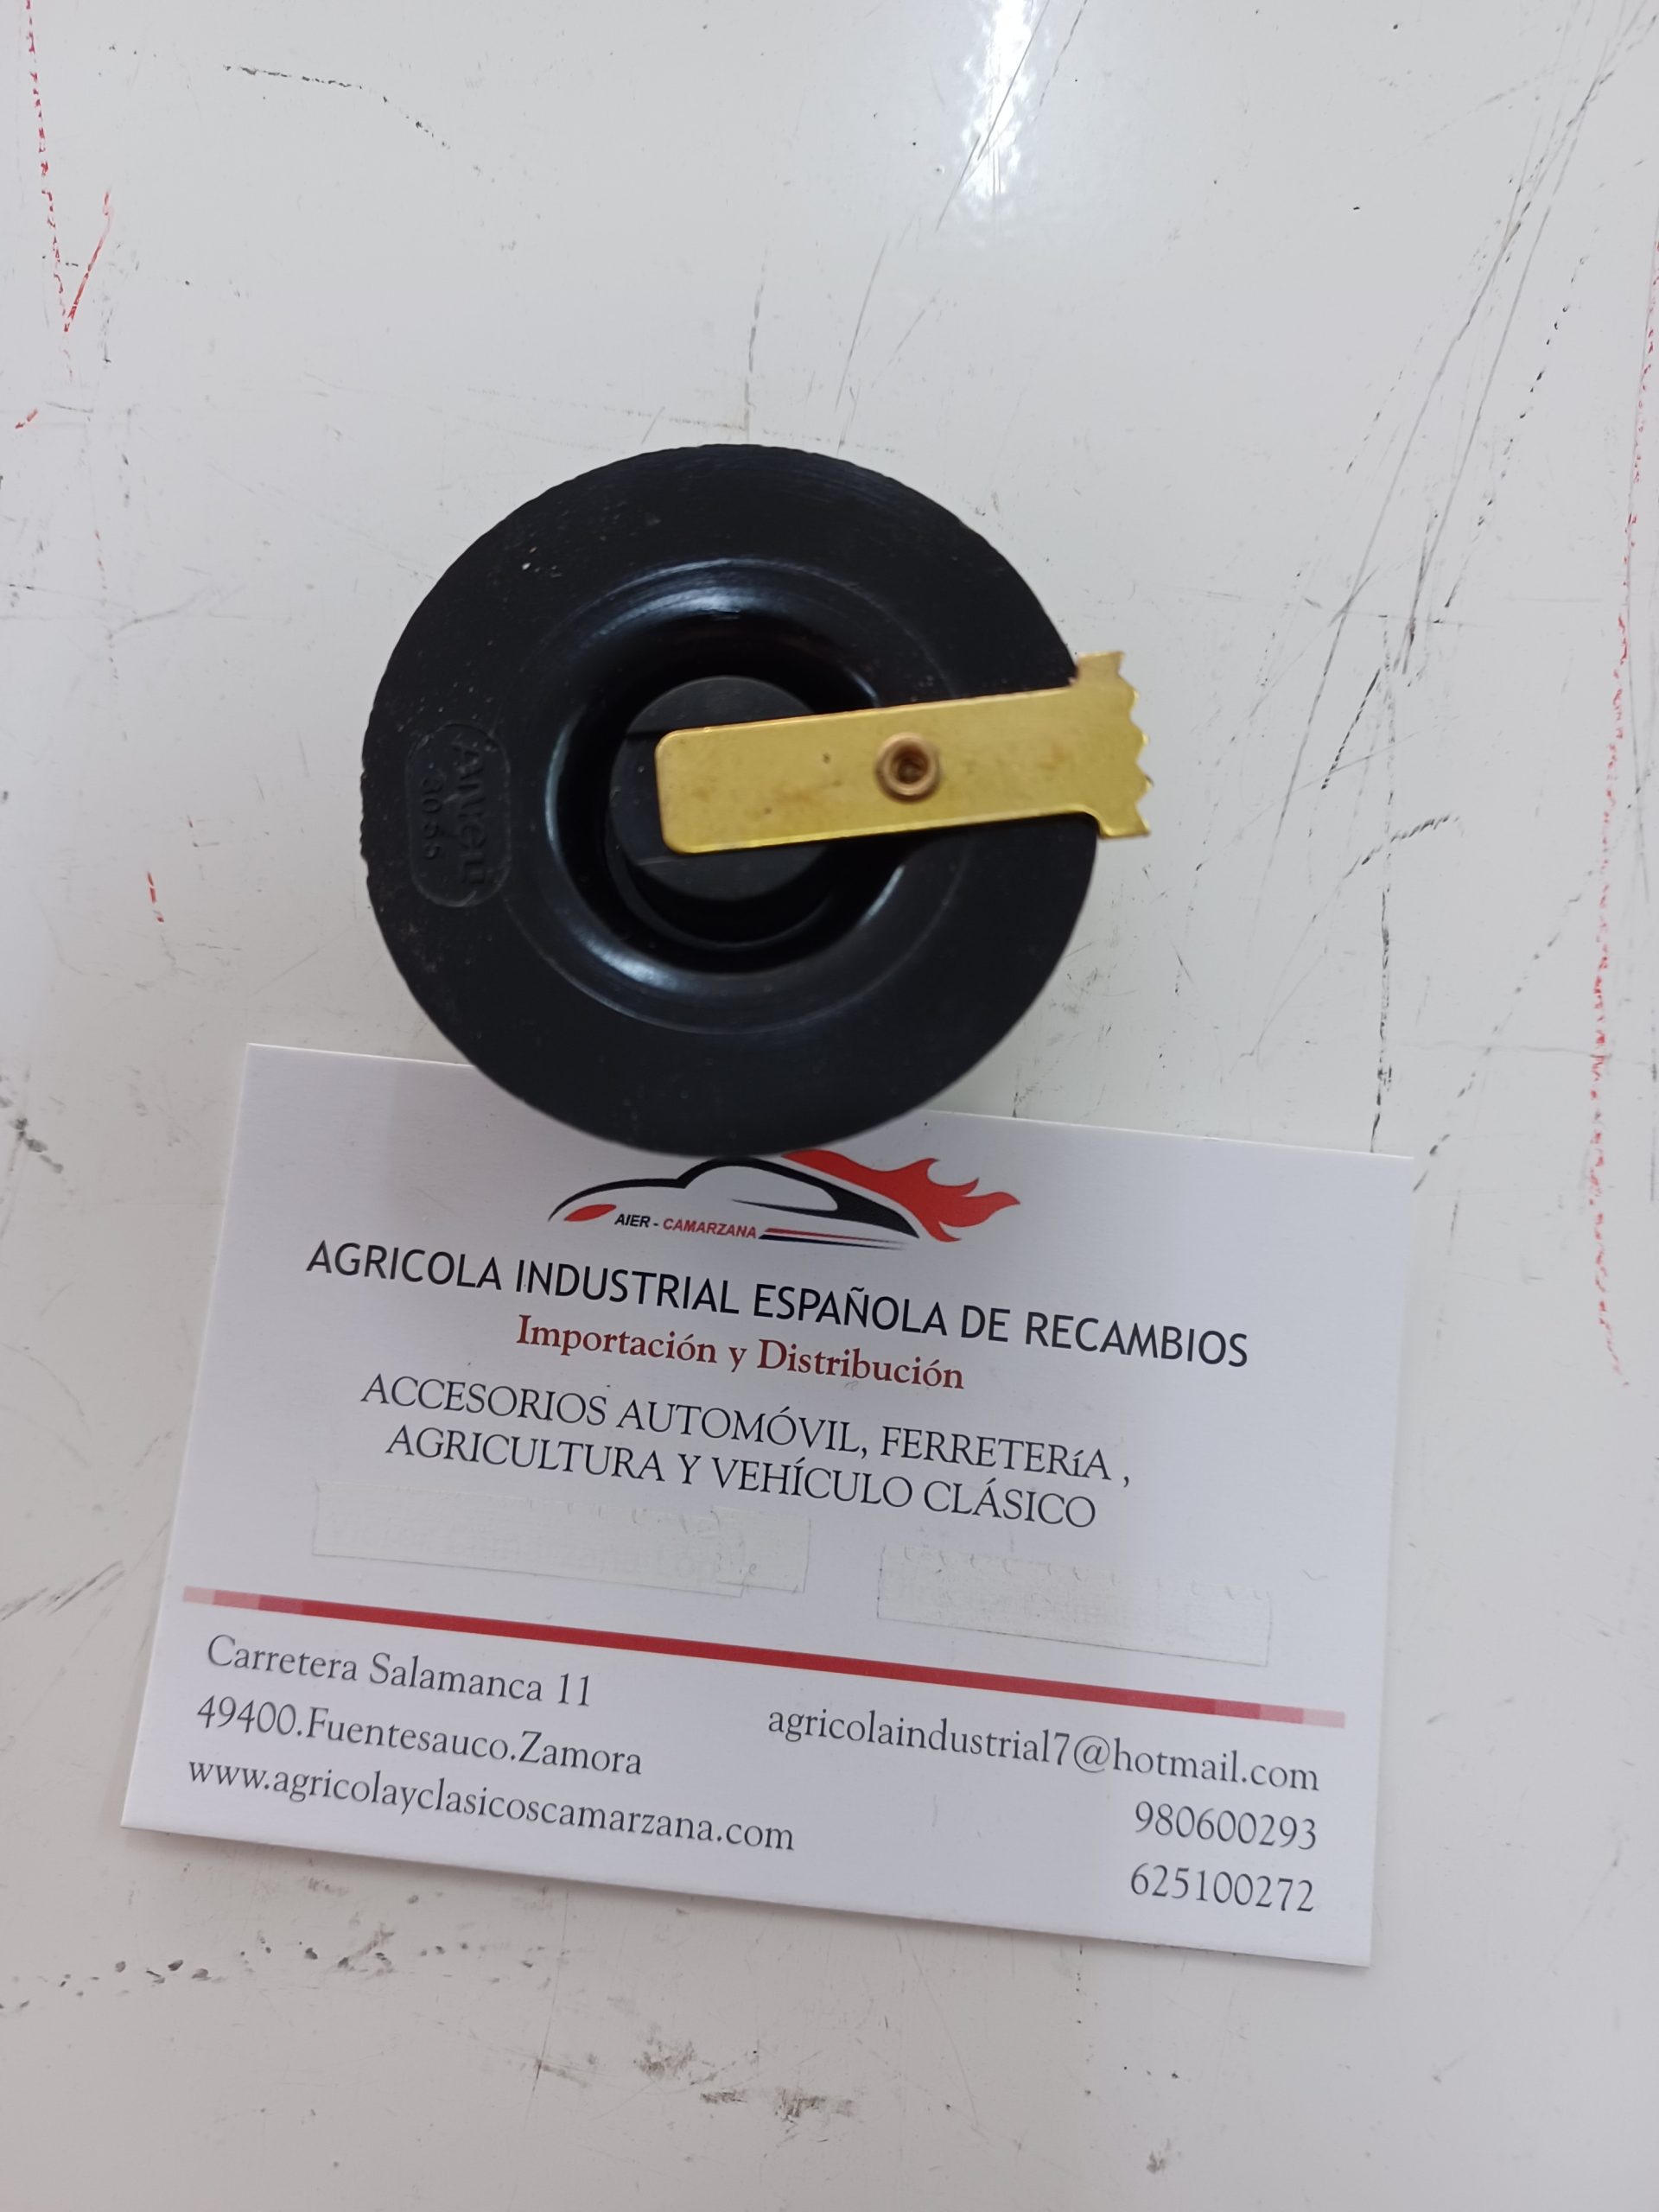 3055
AIER - CAMARZANA
AGRICOLA INDUSTRIAL ESPAÑOLA DE RECAMBIOS
Importación y Distribución
ACCESORIOS AUTOMÓVIL, FERRETERíA ,
AGRICULTURA Y VEHÍCULO CLÁSICO
Carretera Salamanca 11
49400.Fuentesauco.Zamora
www.agricolayclasicoscamarzana.com
agricolaindustrial7@hotmail.com
980600293
625100272